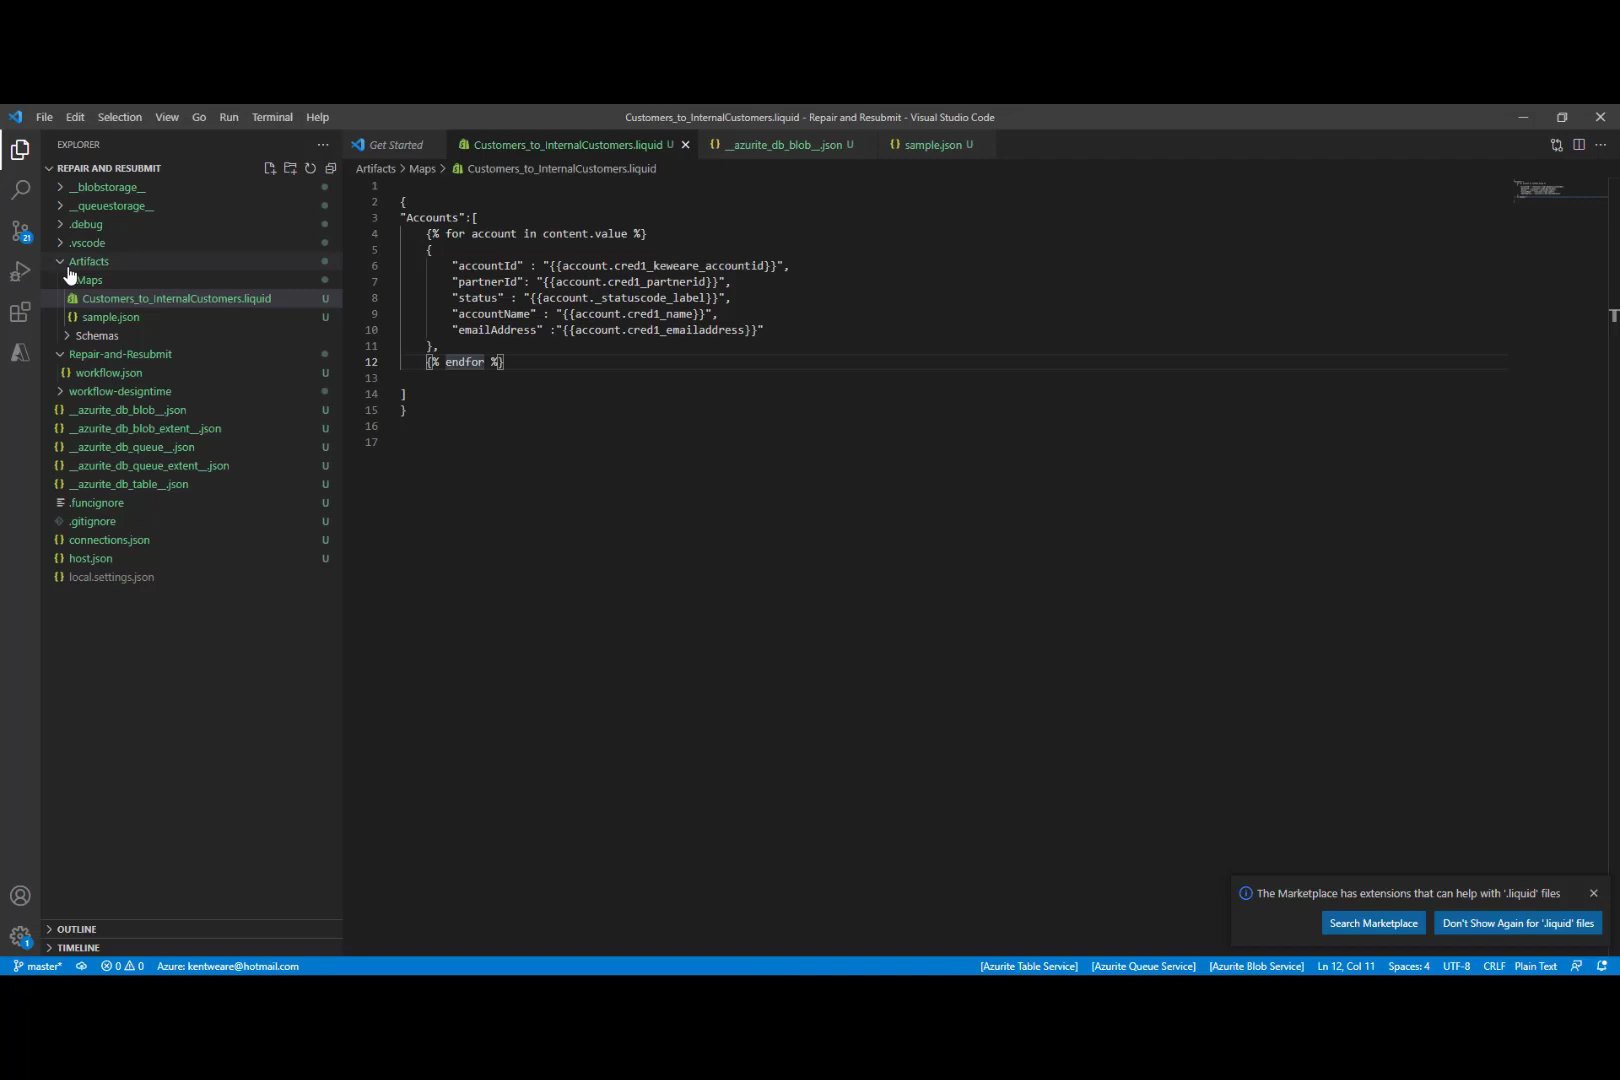 File Edit Selection View Go Run Terminal Help
Customers_to_InternalCustomers.liquid - Repair and Resubmit - Visual Studio Code
EXPLORER
REPAIR AND RESUBMIT
__blobstorage__
__queuestorage__
.debug
.vscode
Artifacts
Maps
Customers_to_InternalCustomers.liquid U
sample.json U
Schemas
Repair-and-Resubmit
workflow.json U
workflow-designtime
__azurite_db_blob__.json U
__azurite_db_blob_extent__.json U
__azurite_db_queue__.json U
__azurite_db_queue_extent__.json U
__azurite_db_table__.json U
.funcignore U
.gitignore U
connections.json U
host.json U
local.settings.json
OUTLINE
TIMELINE
21
1
Get Started
Customers_to_InternalCustomers.liquid U
__azurite_db_blob__.json U
sample.json U
Artifacts > Maps > Customers_to_InternalCustomers.liquid
1
2 {
3 "Accounts":[
4 {% for account in content.value %}
5 {
6 "accountId" : "{{account.cred1_keweare_accountid}}",
7 "partnerId": "{{account.cred1_partnerid}}",
8 "status" : "{{account._statuscode_label}}",
9 "accountName" : "{{account.cred1_name}}",
10 "emailAddress" :"{{account.cred1_emailaddress}}"
11 },
12 {% endfor %}
13
14 ]
15 }
16
17
The Marketplace has extensions that can help with '.liquid' files
Search Marketplace
Don't Show Again for '.liquid' files
master* 0 0 Azure: kentweare@hotmail.com
[Azurite Table Service] [Azurite Queue Service] [Azurite Blob Service] Ln 12, Col 11 Spaces: 4 UTF-8 CRLF Plain Text